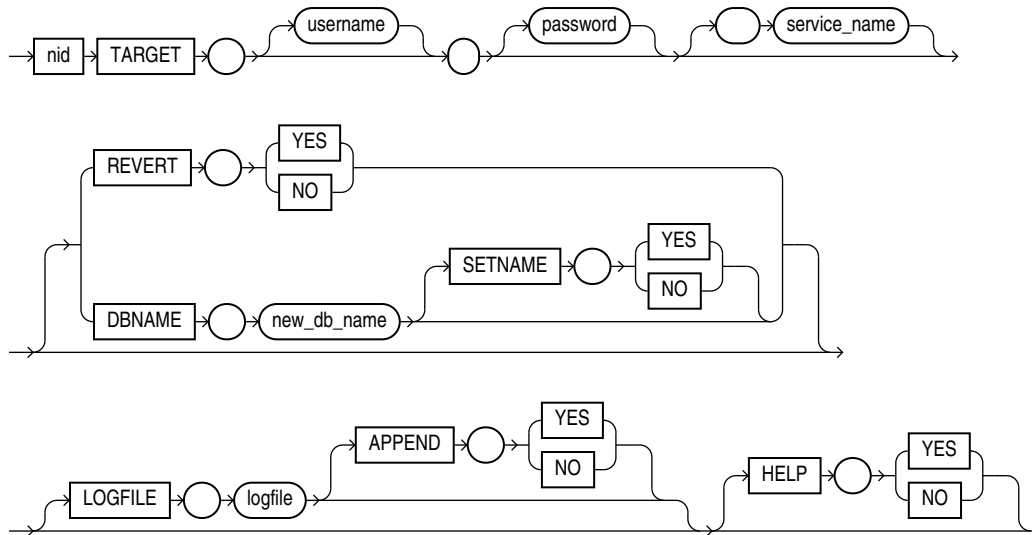 username password service_name
nid TARGET
YES
REVERT
NO
YES
SETNAME
NO
DBNAME new_db_name
YES
APPEND
NO
YES
HELP
NO
LOGFILE logfile